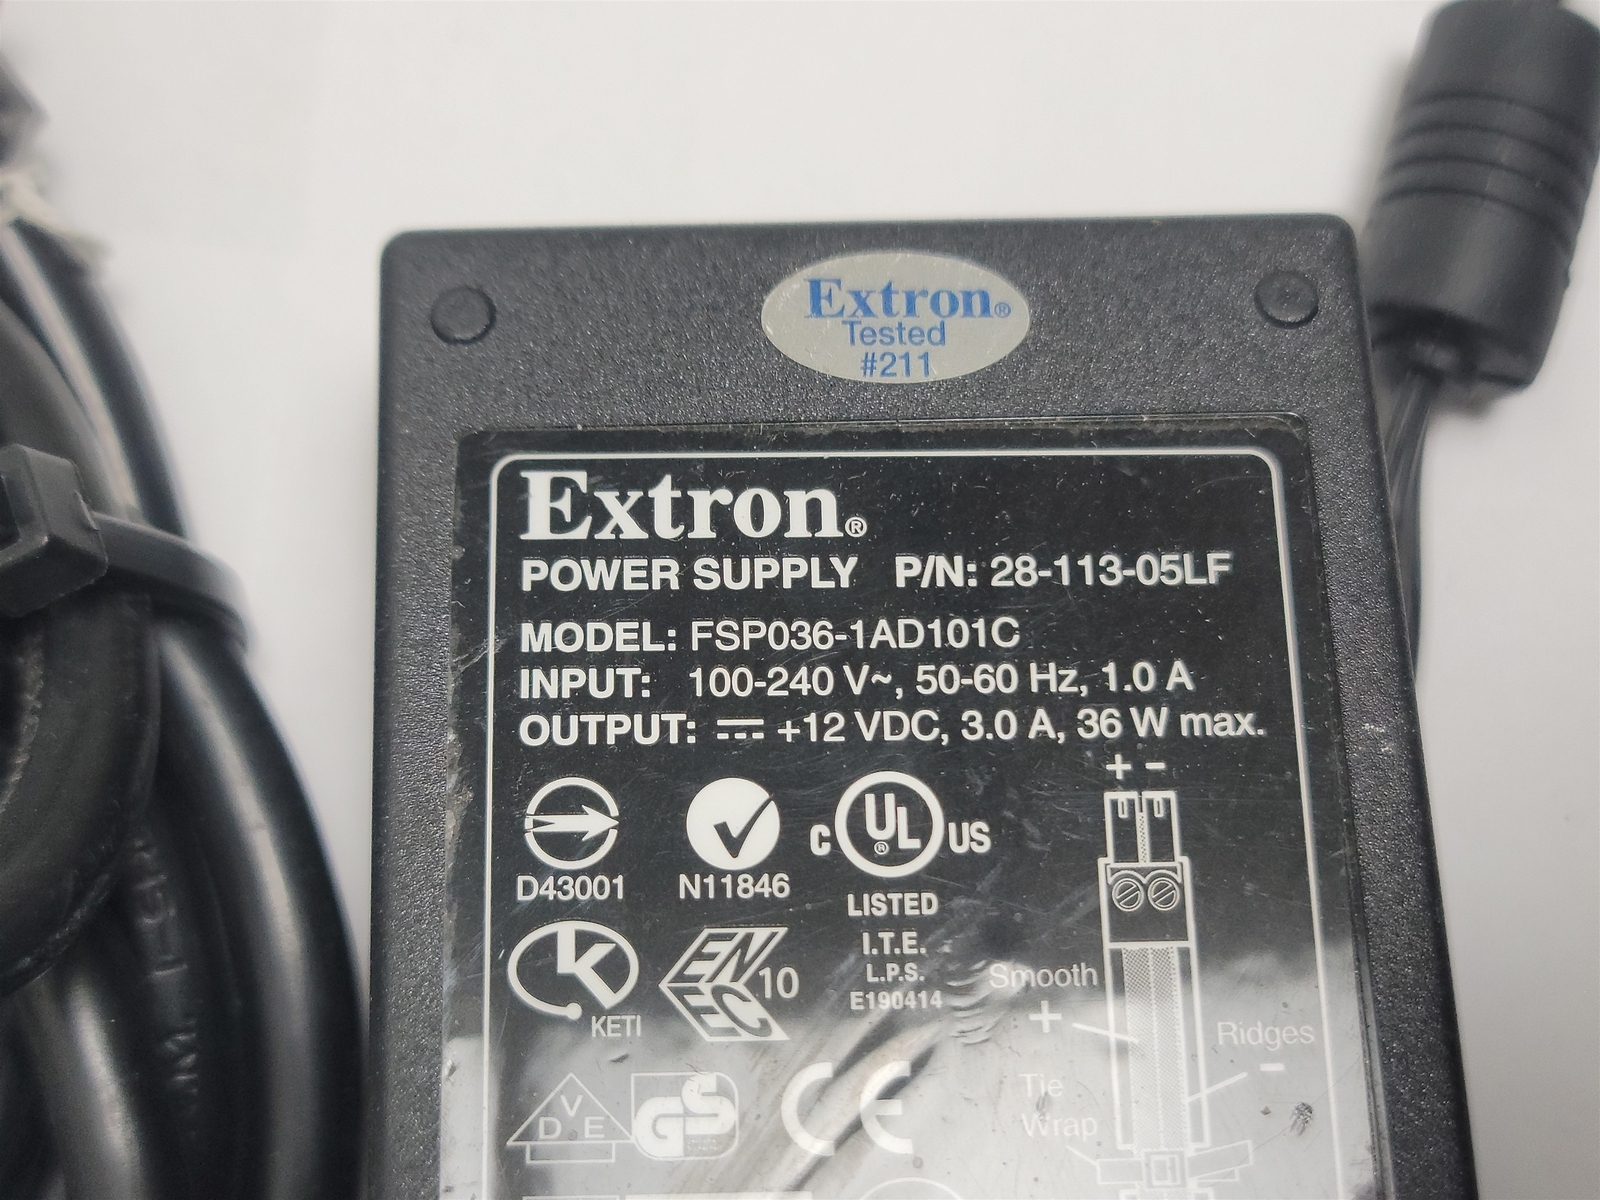 Extron®
Tested
#211
Extron®
POWER SUPPLY P/N: 28-113-05LF
MODEL: FSP036-1AD101C
INPUT: 100-240 V~, 50-60 Hz, 1.0 A
OUTPUT: +12 VDC, 3.0 A, 36 W max.
+ -
D43001
N11846
C UL® US
LISTED
I.T.E.
L.P.S.
E190414
K
KETI
EN
EC
10
Smooth
+
Ridges
-
Tie
Wrap
V
D E
GS
CE